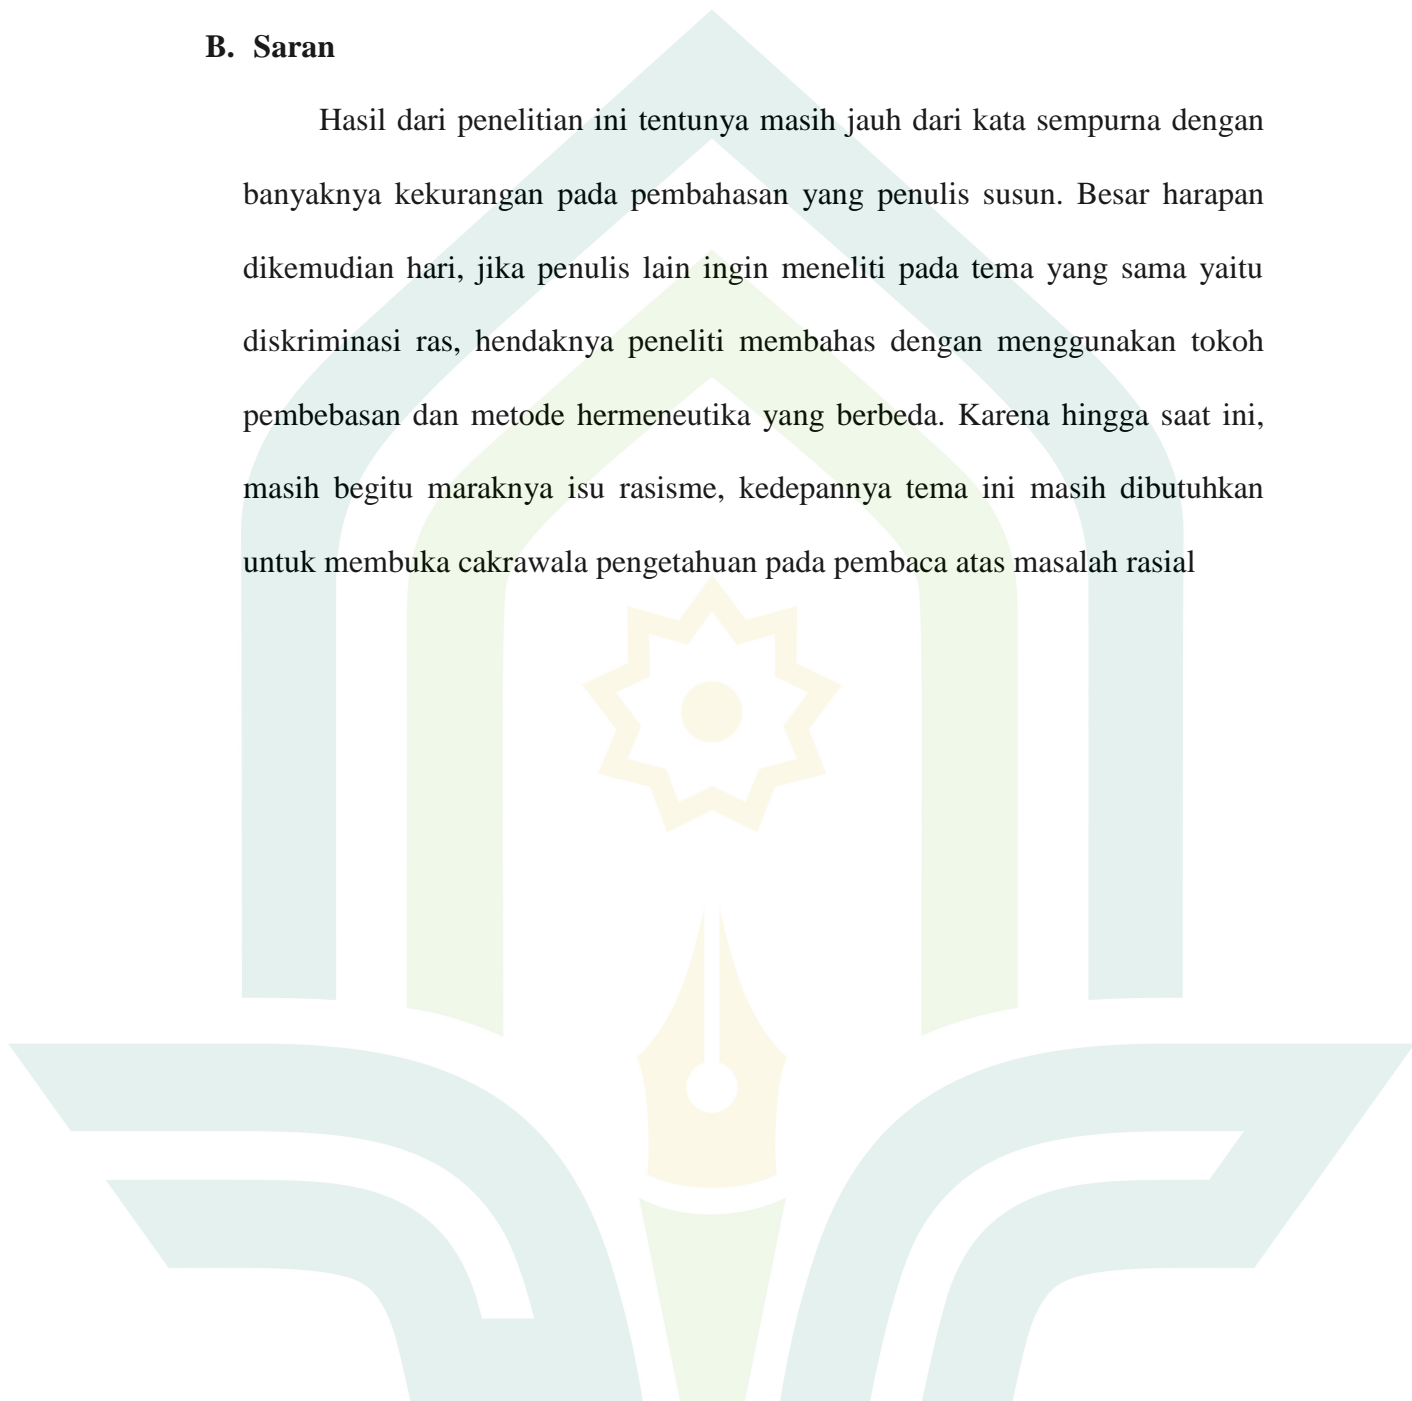 B. Saran
Hasil dari penelitian ini tentunya masih jauh dari kata sempurna dengan
banyaknya kekurangan pada pembahasan yang penulis susun. Besar harapan
dikemudian hari, jika penulis lain ingin meneliti pada tema yang sama yaitu
diskriminasi ras, hendaknya peneliti membahas dengan menggunakan tokoh
pembebasan dan metode hermeneutika yang berbeda. Karena hingga saat ini,
masih begitu maraknya isu rasisme, kedepannya tema ini masih dibutuhkan
untuk membuka cakrawala pengetahuan pada pembaca atas masalah rasial